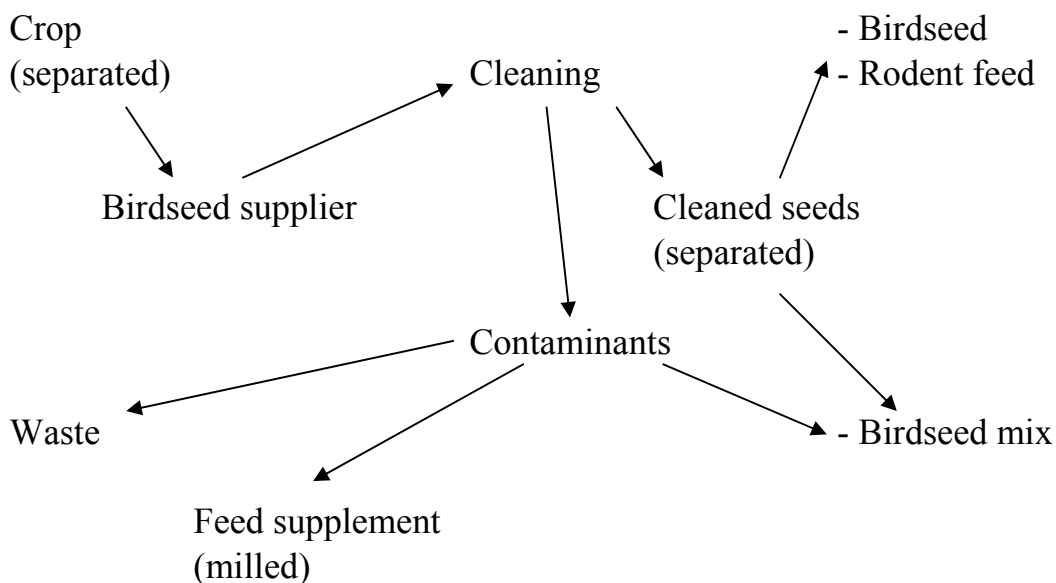 Crop
(separated)
Cleaning
- Birdseed
- Rodent feed
Birdseed supplier
Cleaned seeds
(separated)
Contaminants
Waste
- Birdseed mix
Feed supplement
(milled)